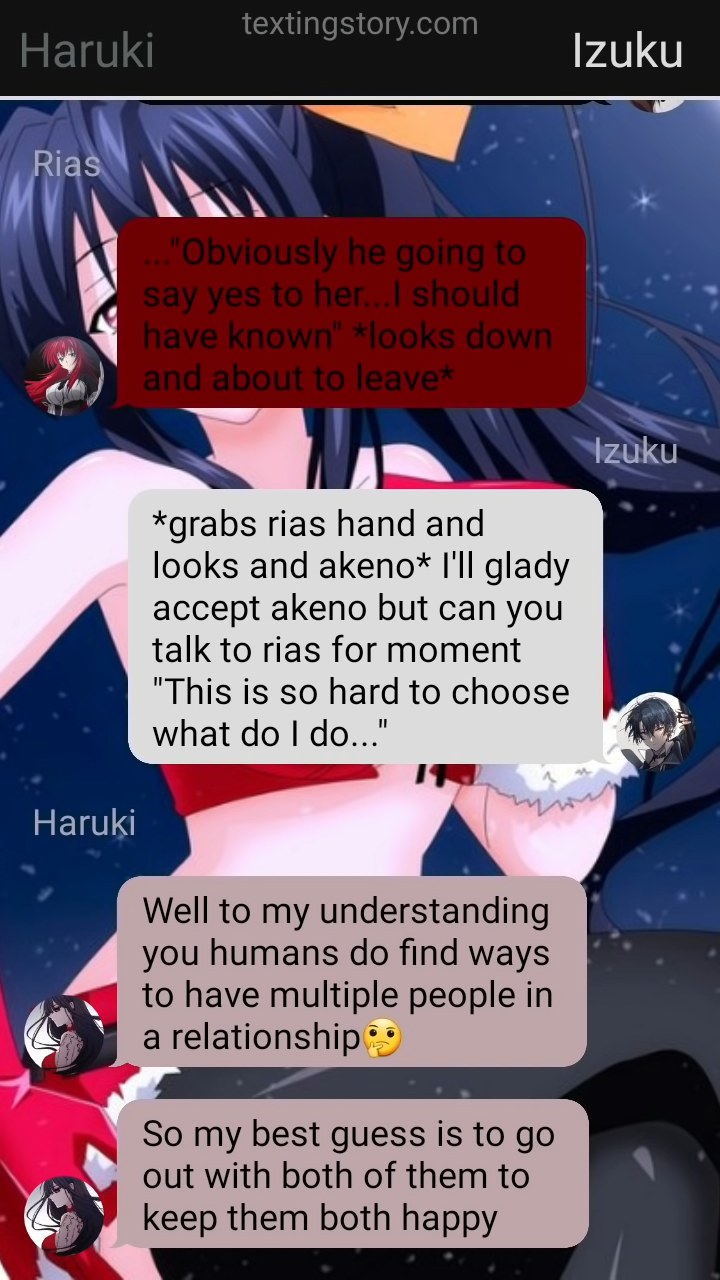 textingstory.com
Haruki
Izuku
Rias
..."Obviously he going to
say yes to her...I should
have known" *looks down
and about to leave*
Izuku
*grabs rias hand and
looks and akeno* I'll glady
accept akeno but can you
talk to rias for moment
"This is so hard to choose
what do I do..."
Haruki
Well to my understanding
you humans do find ways
to have multiple people in
a relationship🤔
So my best guess is to go
out with both of them to
keep them both happy